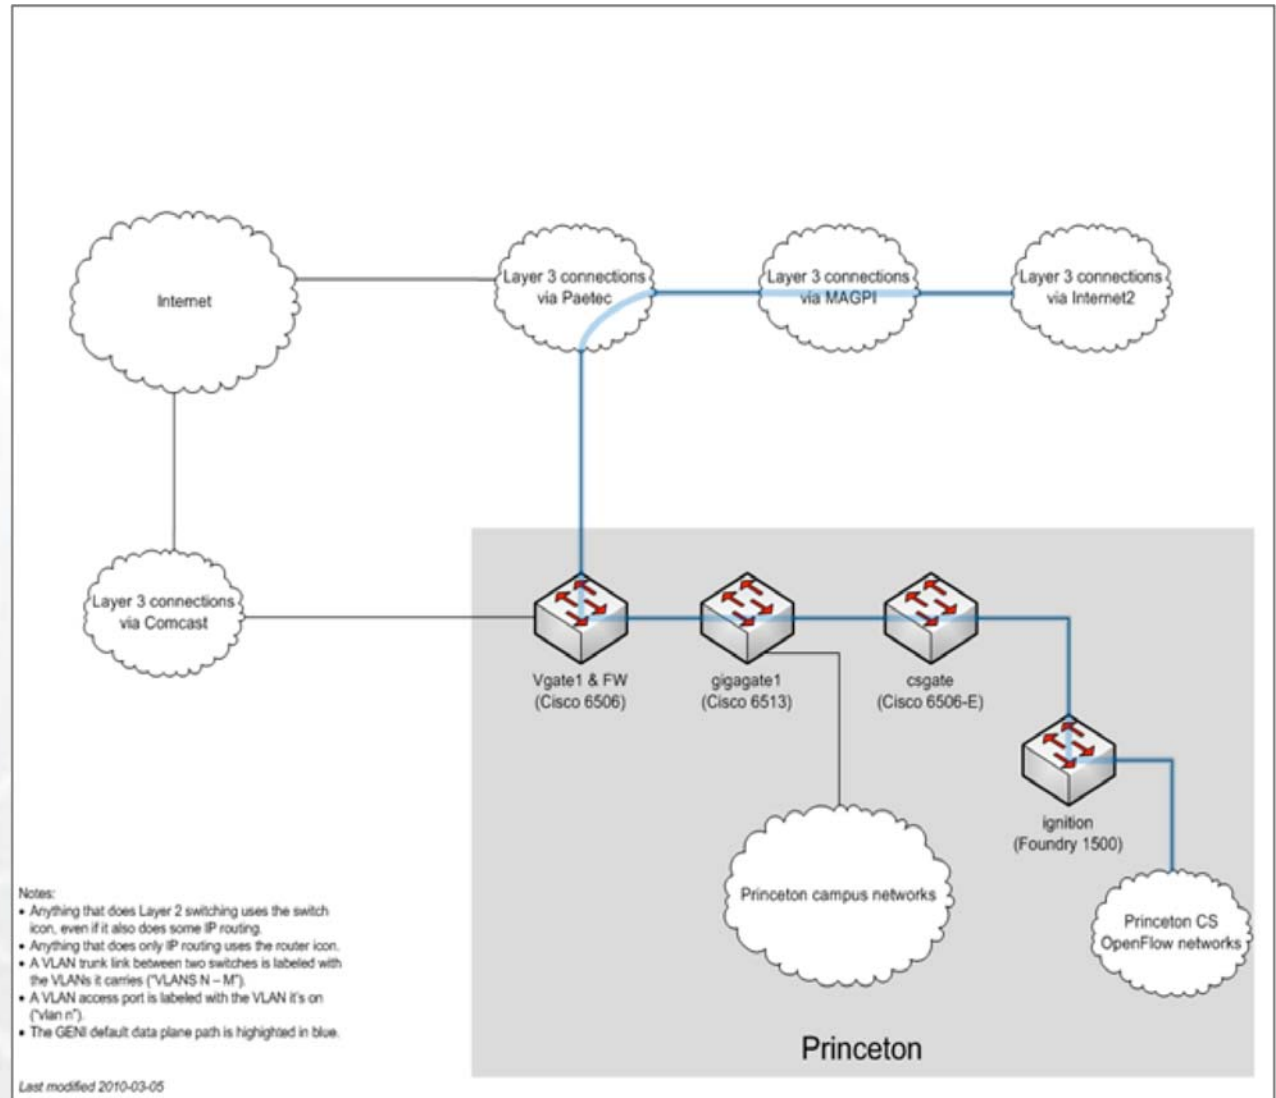 Internet
Layer 3 connections
via Paetec
Layer 3 connections
via MAGPI
Layer 3 connections
via Internet2
Layer 3 connections
via Comcast
Vgate1 & FW
(Cisco 6506)
gigagate1
(Cisco 6513)
csgate
(Cisco 6506-E)
ignition
(Foundry 1500)
Princeton campus networks
Princeton CS
OpenFlow networks
Notes:
• Anything that does Layer 2 switching uses the switch
icon, even if it also does some IP routing.
• Anything that does only IP routing uses the router icon.
• A VLAN trunk link between two switches is labeled with
the VLANs it carries ("VLANS N – M").
• A VLAN access port is labeled with the VLAN it's on
("vlan n").
• The GENI default data plane path is highighted in blue.
Princeton
Last modified 2010-03-05